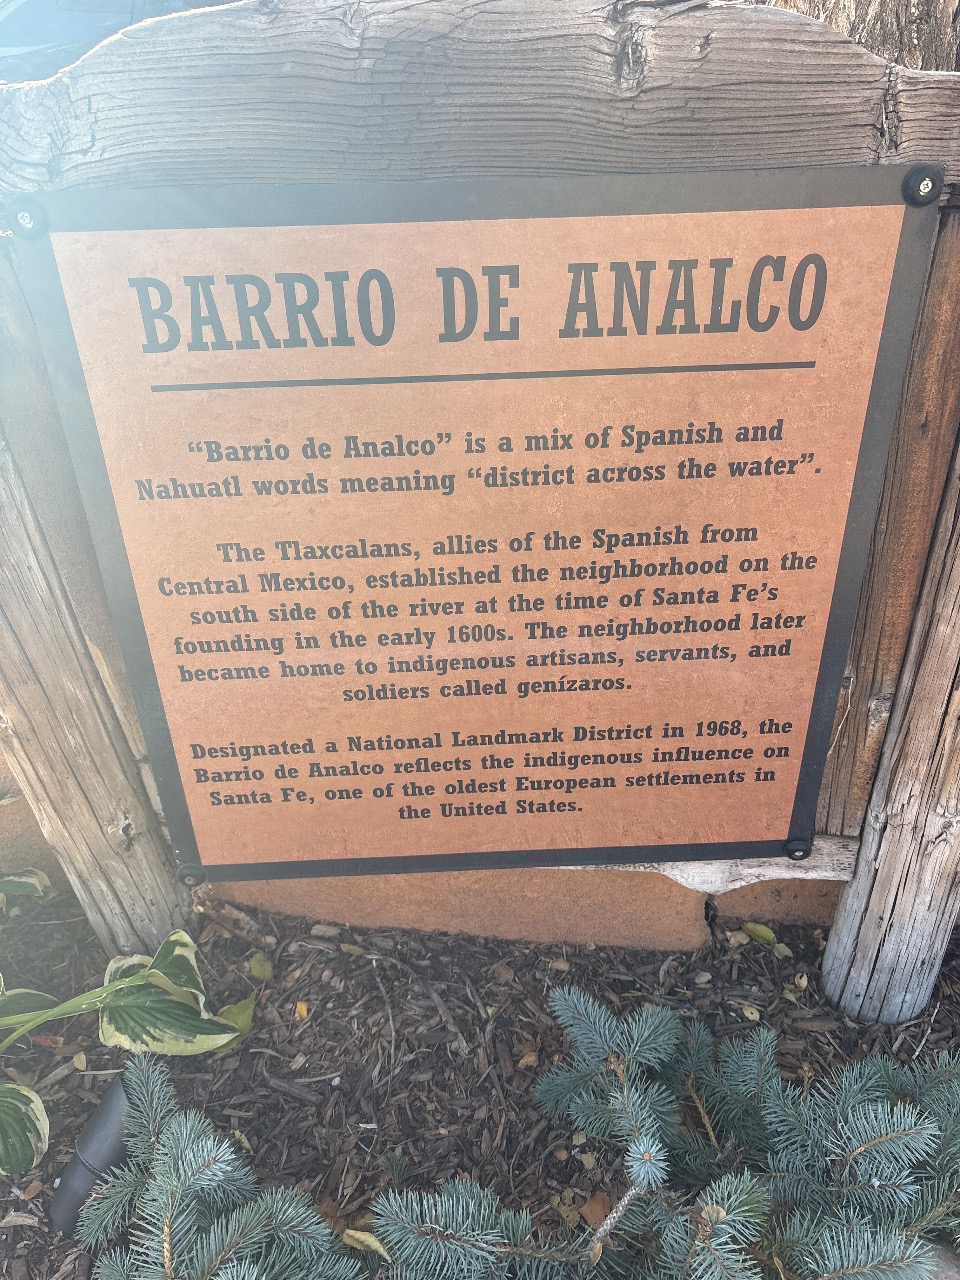 BARRIO DE ANALCO
“Barrio de Analco” is a mix of Spanish and
Nahuatl words meaning “district across the water”.
The Tlaxcalans, allies of the Spanish from
Central Mexico, established the neighborhood on the
south side of the river at the time of Santa Fe’s
founding in the early 1600s. The neighborhood later
became home to indigenous artisans, servants, and
soldiers called genízaros.
Designated a National Landmark District in 1968, the
Barrio de Analco reflects the indigenous influence on
Santa Fe, one of the oldest European settlements in
the United States.